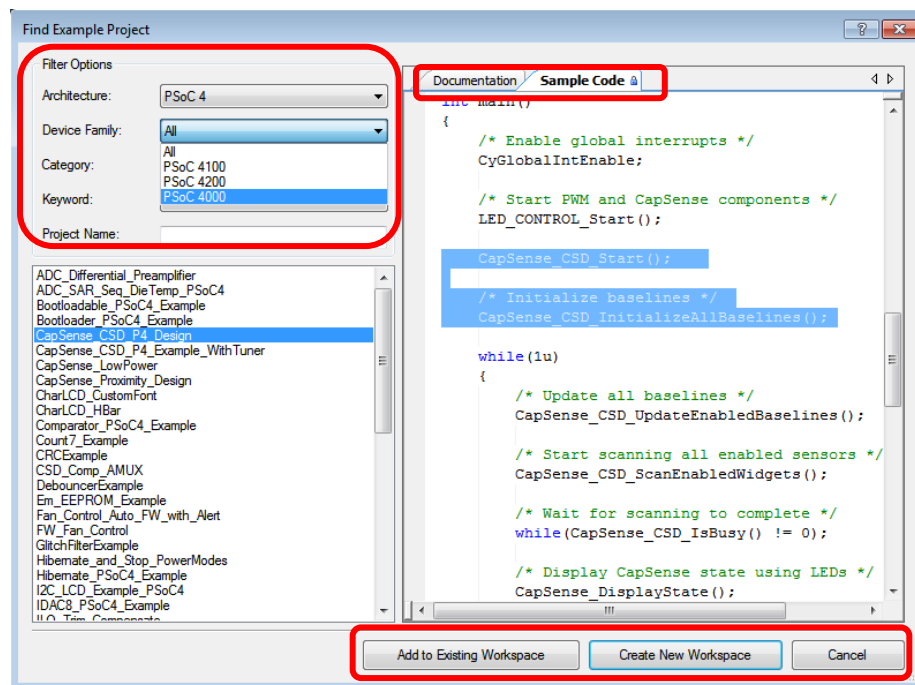 Find Example Project
Filter Options
Architecture:
PSoC 4
Device Family:
All
All
PSoC 4100
PSoC 4200
PSoC 4000
Category:
Keyword:
Project Name:
ADC_Differential_Preamplifier
ADC_SAR_Seq_DieTemp_PSoC4
Bootloadable_PSoC4_Example
Bootloader_PSoC4_Example
CapSense_CSD_P4_Design
CapSense_CSD_P4_Example_WithTuner
CapSense_LowPower
CapSense_Proximity_Design
CharLCD_CustomFont
CharLCD_HBar
Comparator_PSoC4_Example
Count7_Example
CRCExample
CSD_Comp_AMUX
DebouncerExample
Em_EEPROM_Example
Fan_Control_Auto_FW_with_Alert
FW_Fan_Control
GlitchFilterExample
Hibernate_and_Stop_PowerModes
Hibernate_PSoC4_Example
I2C_LCD_Example_PSoC4
IDAC8_PSoC4_Example
ILO_Trim_Compensate
Documentation
Sample Code
int main()
{
/* Enable global interrupts */
CyGlobalIntEnable;
/* Start PWM and CapSense components */
LED_CONTROL_Start();
CapSense_CSD_Start();
/* Initialize baselines */
CapSense_CSD_InitializeAllBaselines();
while(1u)
{
/* Update all baselines */
CapSense_CSD_UpdateEnabledBaselines();
/* Start scanning all enabled sensors */
CapSense_CSD_ScanEnabledWidgets();
/* Wait for scanning to complete */
while(CapSense_CSD_IsBusy() != 0);
/* Display CapSense state using LEDs */
CapSense_DisplayState();
Add to Existing Workspace
Create New Workspace
Cancel